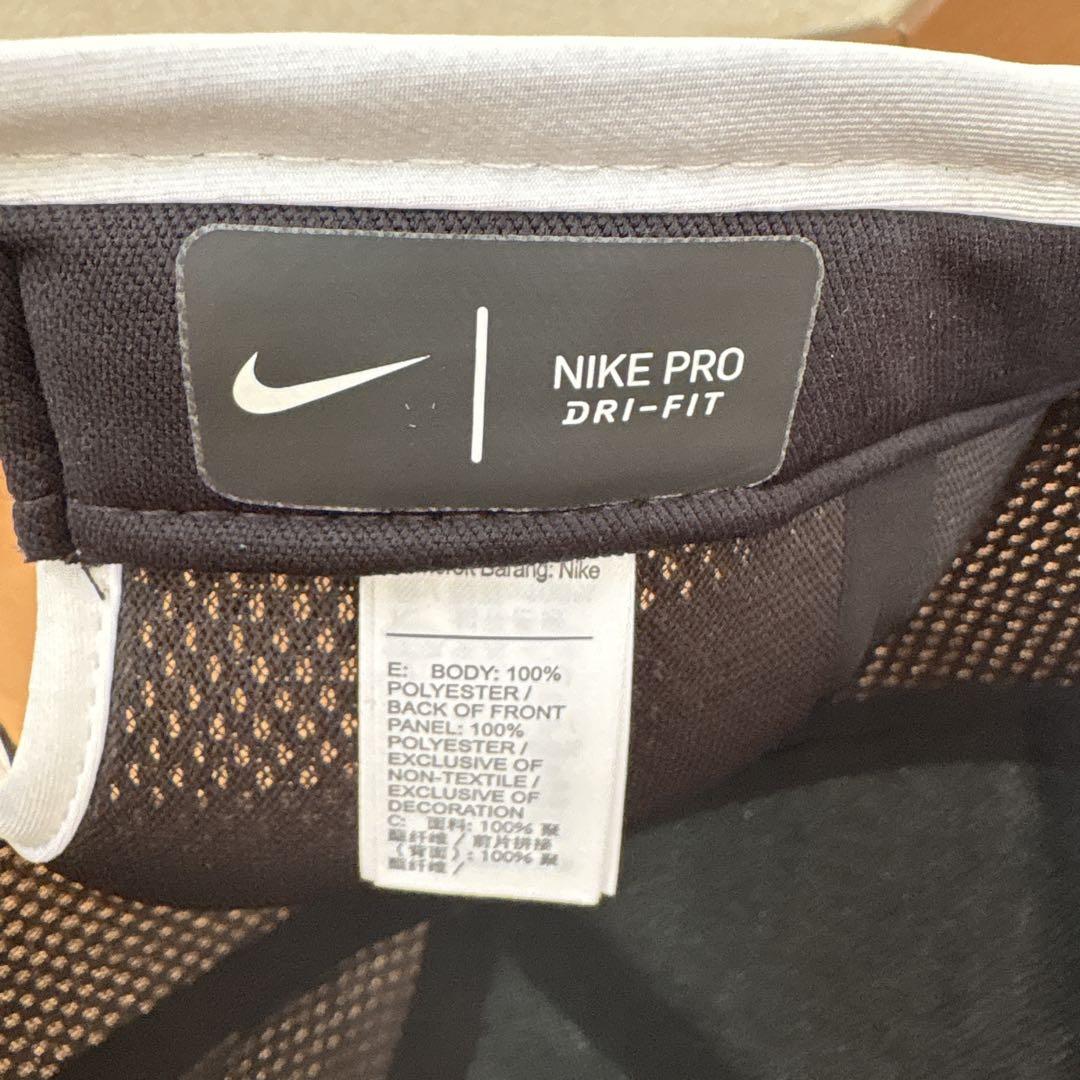 NIKE PRO
DRI-FIT
Barang: Nike
E: BODY: 100%
POLYESTER /
BACK OF FRONT
PANEL: 100%
POLYESTER /
EXCLUSIVE OF
NON-TEXTILE /
EXCLUSIVE OF
DECORATION
C: 面料: 100% 聚
酯纤维 / 前片拼接
(背面): 100% 聚
酯纤维 /